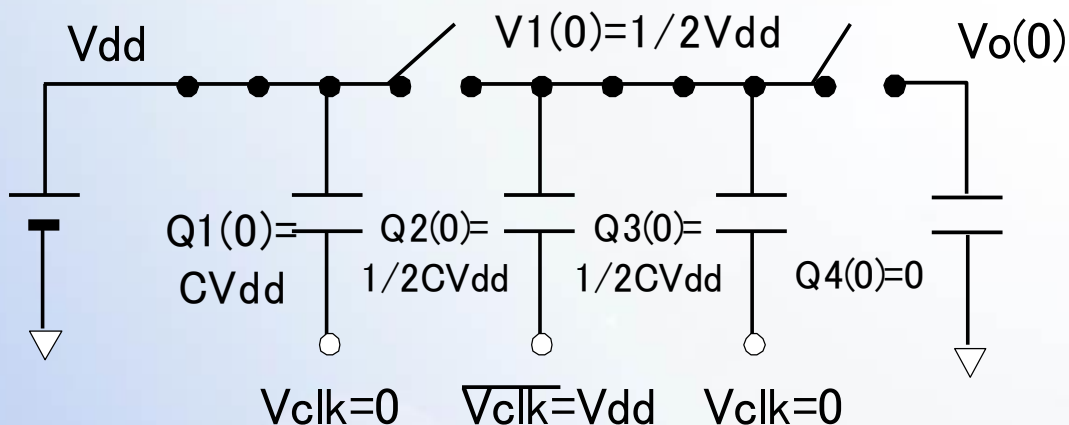 Vdd
V1(0)=1/2Vdd
Vo(0)
Q1(0)=
CVdd
Q2(0)=
1/2CVdd
Q3(0)=
1/2CVdd
Q4(0)=0
Vclk=0
V̅c̅l̅k̅=Vdd
Vclk=0